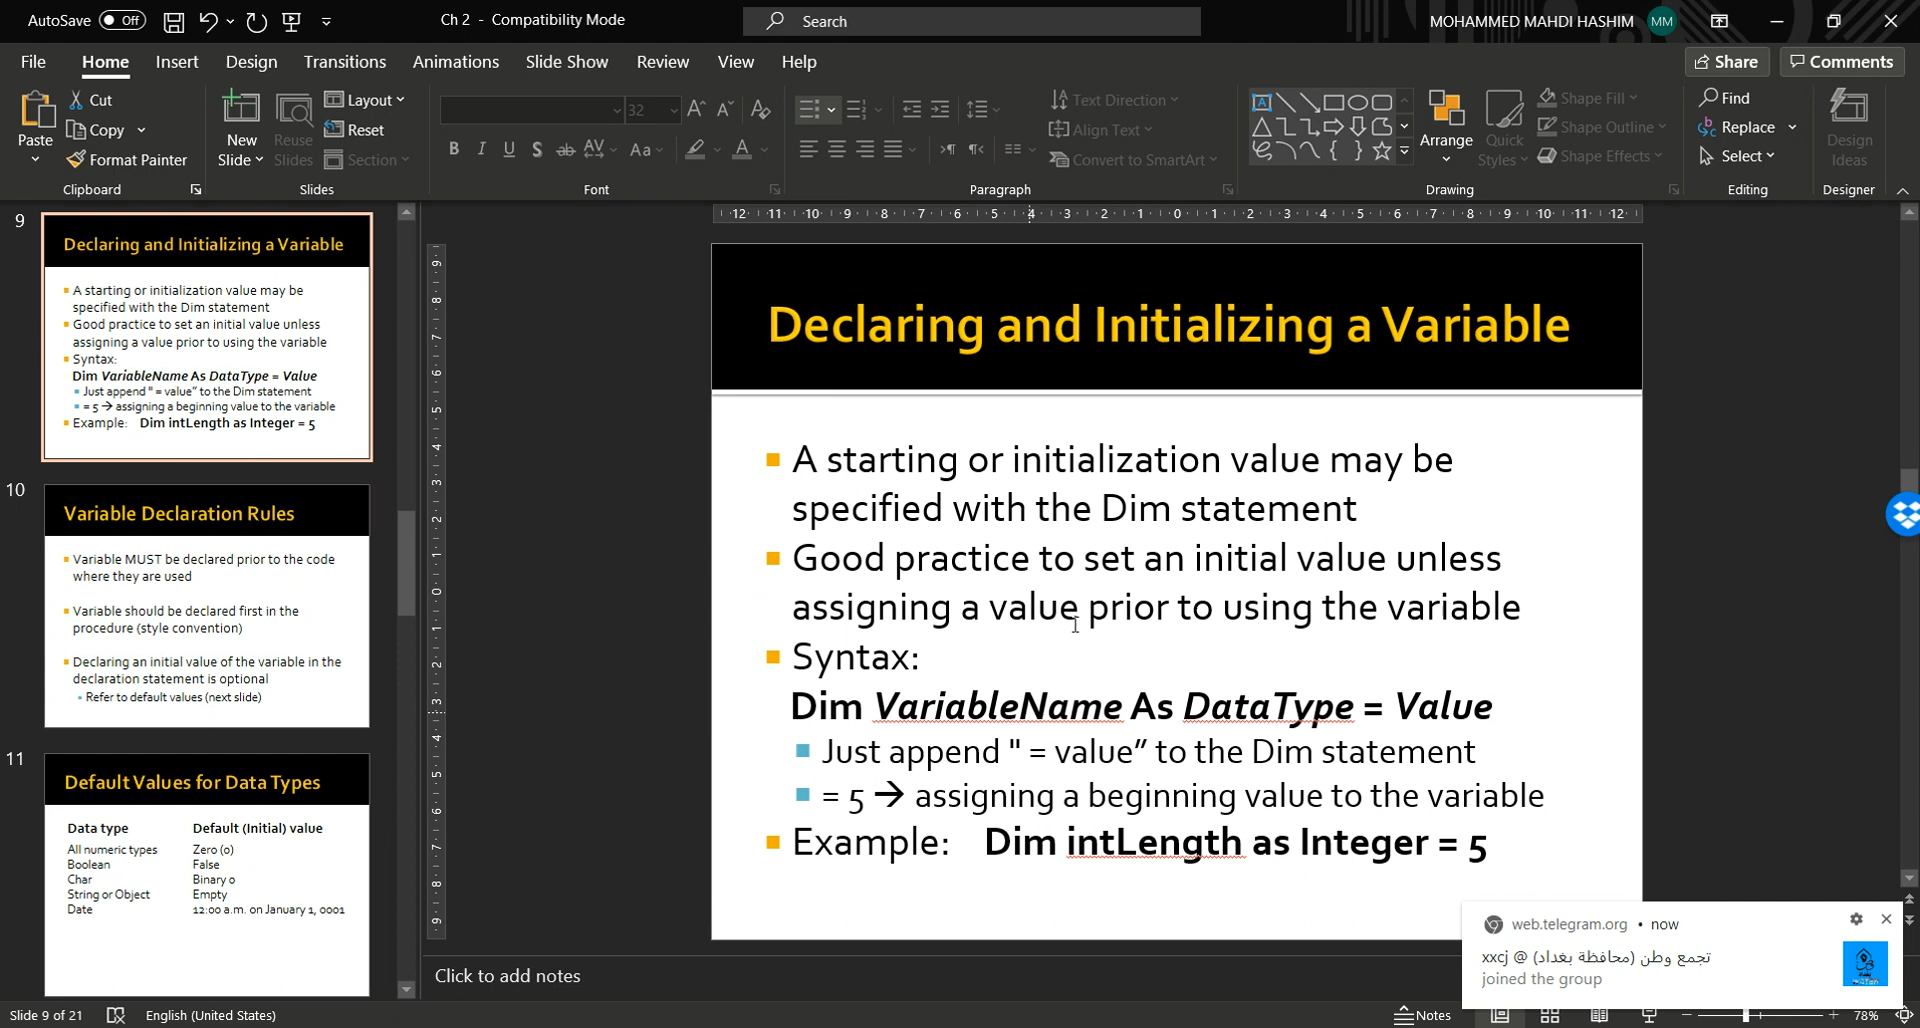 AutoSave Off
Ch 2 - Compatibility Mode
Search
MOHAMMED MAHDI HASHIM MM
File Home Insert Design Transitions Animations Slide Show Review View Help
Share Comments
Paste
Cut
Copy
Format Painter
Clipboard
New Slide
Reuse Slides
Layout
Reset
Section
Slides
32
Font
Text Direction
Align Text
Convert to SmartArt
Paragraph
Arrange
Quick Styles
Shape Fill
Shape Outline
Shape Effects
Drawing
Find
Replace
Select
Editing
Design Ideas
Designer
9
Declaring and Initializing a Variable
A starting or initialization value may be
specified with the Dim statement
Good practice to set an initial value unless
assigning a value prior to using the variable
Syntax:
Dim VariableName As DataType = Value
Just append " = value” to the Dim statement
= 5 → assigning a beginning value to the variable
Example: Dim intLength as Integer = 5
10
Variable Declaration Rules
Variable MUST be declared prior to the code
where they are used
Variable should be declared first in the
procedure (style convention)
Declaring an initial value of the variable in the
declaration statement is optional
Refer to default values (next slide)
11
Default Values for Data Types
Data type Default (Initial) value
All numeric types Zero (0)
Boolean False
Char Binary 0
String or Object Empty
Date 12:00 a.m. on January 1, 0001
Declaring and Initializing a Variable
A starting or initialization value may be
specified with the Dim statement
Good practice to set an initial value unless
assigning a value prior to using the variable
Syntax:
Dim VariableName As DataType = Value
Just append " = value” to the Dim statement
= 5 → assigning a beginning value to the variable
Example: Dim intLength as Integer = 5
Click to add notes
web.telegram.org • now
xxcj @ تجمع وطن (محافظة بغداد)
joined the group
Slide 9 of 21
English (United States)
Notes
78%